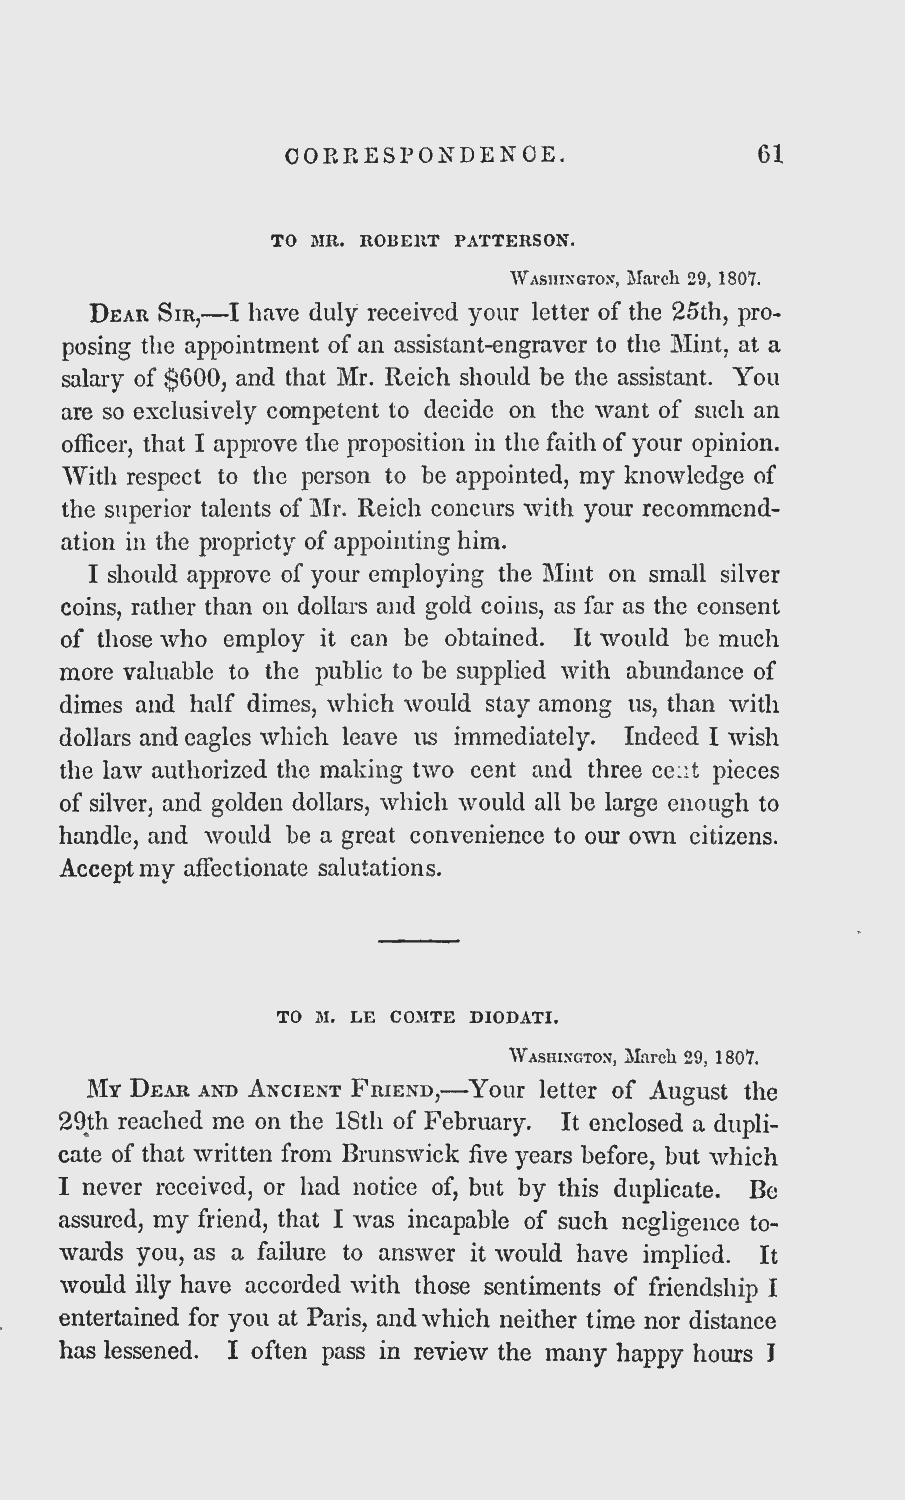 CORRESPONDENCE. 61
TO MR. ROBERT PATTERSON.
WASHINGTON, March 29, 1807.
DEAR SIR,—I have duly received your letter of the 25th, pro-
posing the appointment of an assistant-engraver to the Mint, at a
salary of $600, and that Mr. Reich should be the assistant. You
are so exclusively competent to decide on the want of such an
officer, that I approve the proposition in the faith of your opinion.
With respect to the person to be appointed, my knowledge of
the superior talents of Mr. Reich concurs with your recommend-
ation in the propriety of appointing him.
I should approve of your employing the Mint on small silver
coins, rather than on dollars and gold coins, as far as the consent
of those who employ it can be obtained. It would be much
more valuable to the public to be supplied with abundance of
dimes and half dimes, which would stay among us, than with
dollars and eagles which leave us immediately. Indeed I wish
the law authorized the making two cent and three cent pieces
of silver, and golden dollars, which would all be large enough to
handle, and would be a great convenience to our own citizens.
Accept my affectionate salutations.
TO M. LE COMTE DIODATI.
WASHINGTON, March 29, 1807.
MY DEAR AND ANCIENT FRIEND,—Your letter of August the
29th reached me on the 18th of February. It enclosed a dupli-
cate of that written from Brunswick five years before, but which
I never received, or had notice of, but by this duplicate. Be
assured, my friend, that I was incapable of such negligence to-
wards you, as a failure to answer it would have implied. It
would illy have accorded with those sentiments of friendship I
entertained for you at Paris, and which neither time nor distance
has lessened. I often pass in review the many happy hours I